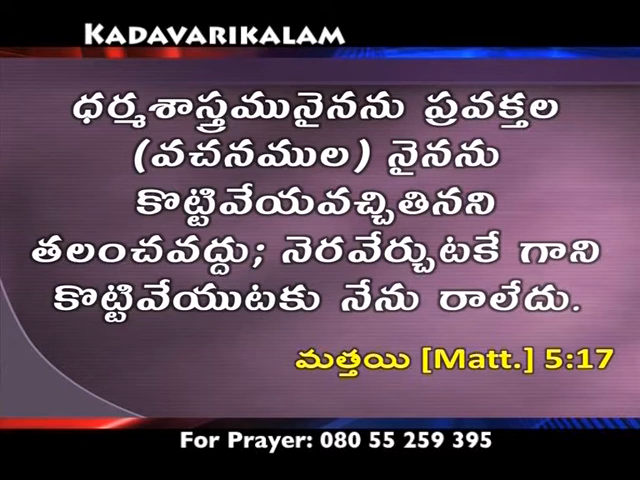 KADAVARIKALAM
ధర్మశాస్త్రమునైనను ప్రవక్తల
(వచనముల) నైనను
కొట్టివేయవచ్చితినని
తలంచవద్దు; నెరవేర్చుటకే గాని
కొట్టివేయుటకు నేను రాలేదు.
మత్తయి [Matt.] 5:17
For Prayer: 080 55 259 395